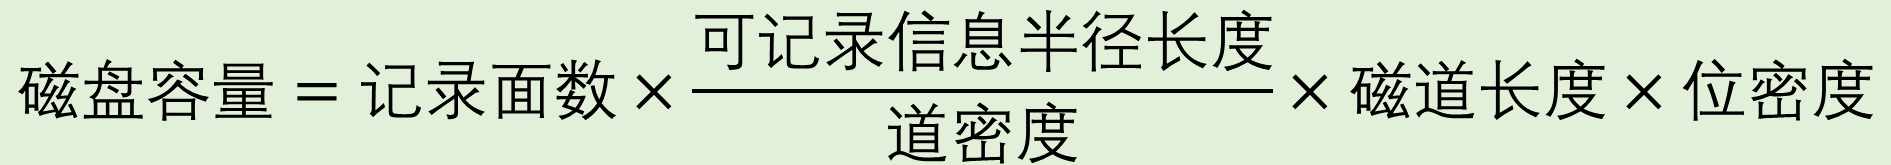 磁盘容量 = 记录面数 × 可记录信息半径长度 / 道密度 × 磁道长度 × 位密度